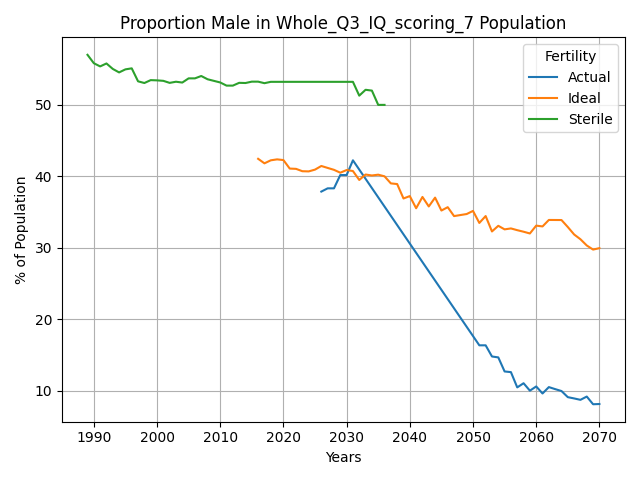 Proportion Male in Whole_Q3_IQ_scoring_7 Population
Fertility
Actual
Ideal
Sterile
% of Population
50
40
30
20
10
1990 2000 2010 2020 2030 2040 2050 2060 2070
Years